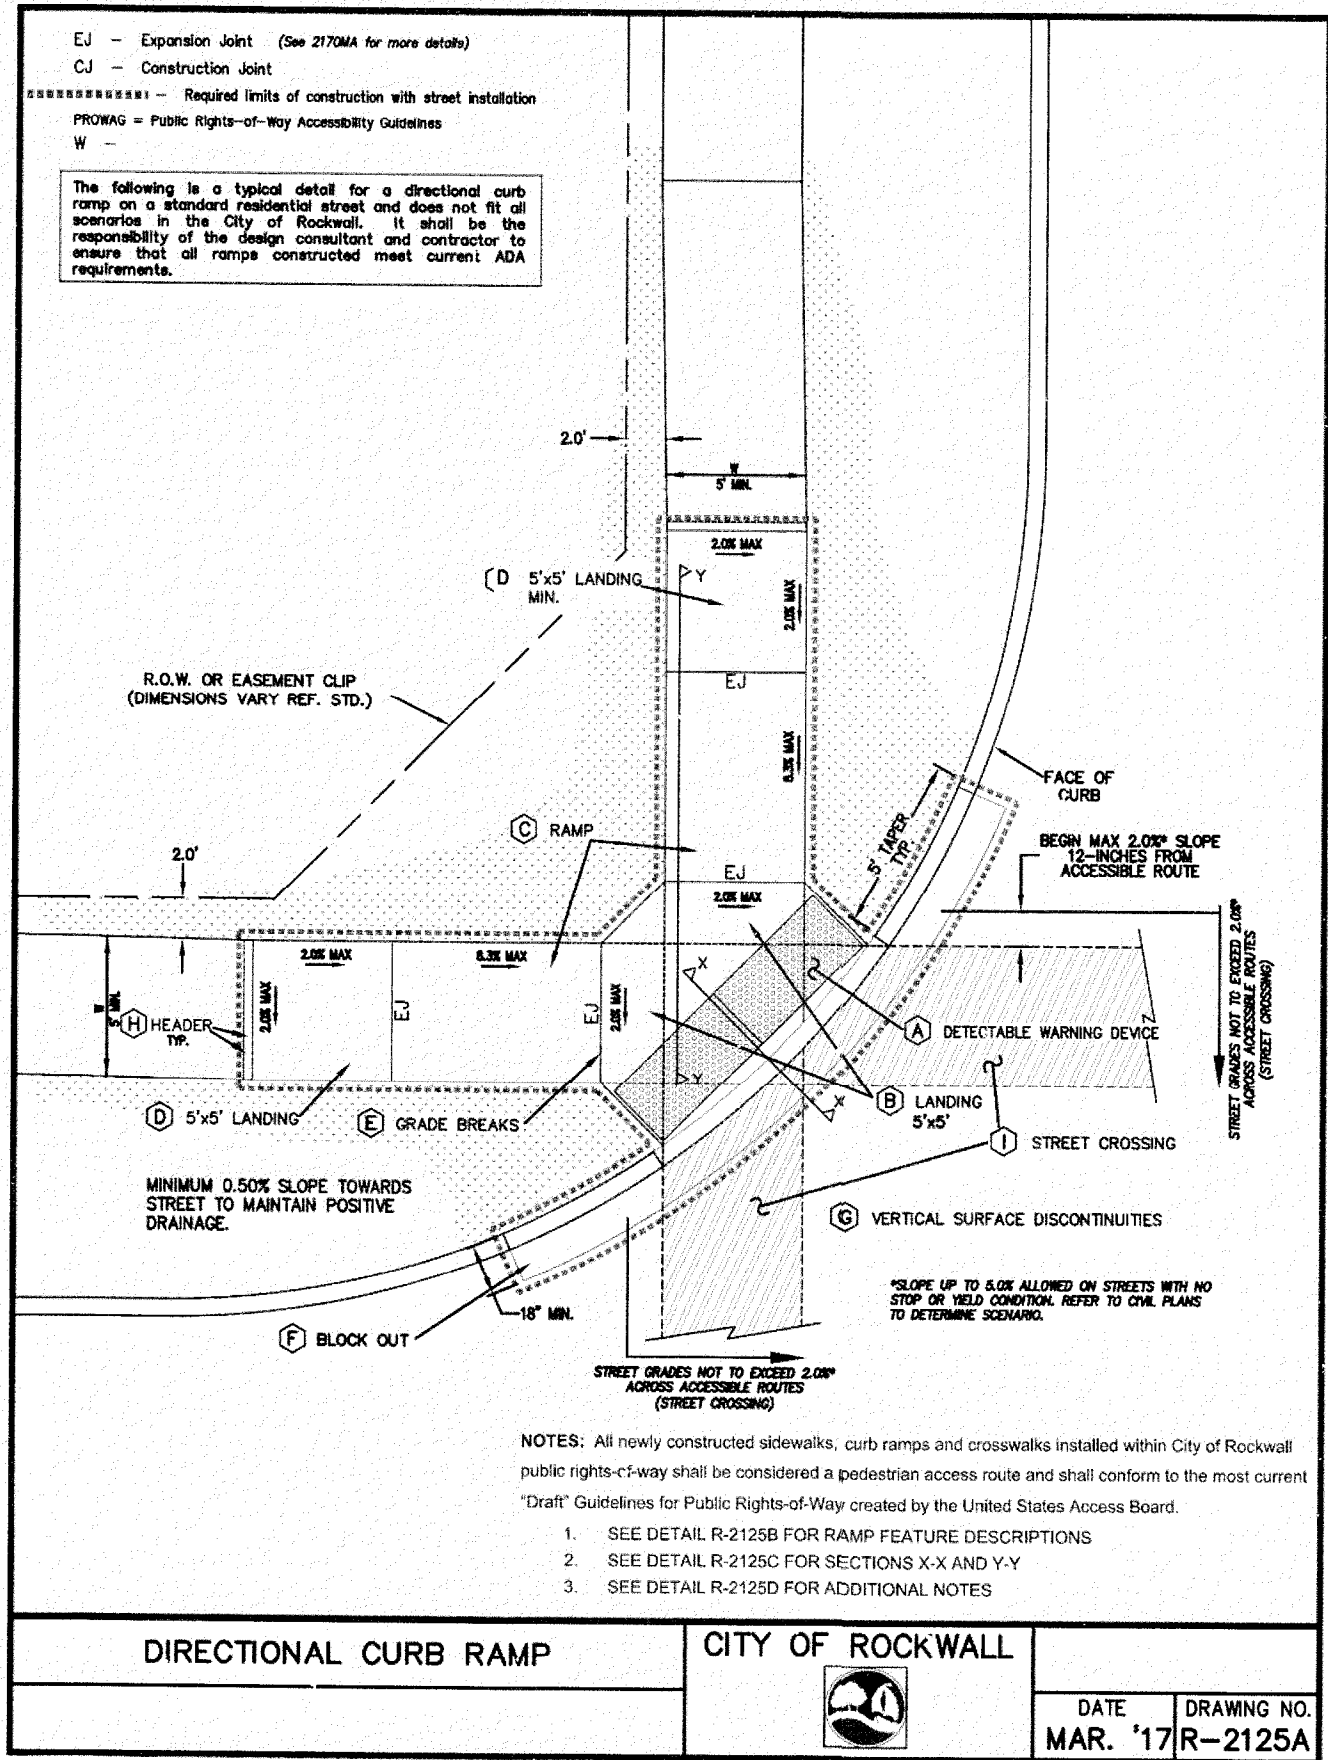 EJ – Expansion Joint (See 2170MA for more details)
CJ – Construction Joint
– Required limits of construction with street installation
PROWAG = Public Rights-of-Way Accessibility Guidelines
W –
The following is a typical detail for a directional curb
ramp on a standard residential street and does not fit all
scenarios in the City of Rockwall. It shall be the
responsibility of the design consultant and contractor to
ensure that all ramps constructed meet current ADA
requirements.
2.0'
W
5' MIN.
2.0% MAX
D 5'x5' LANDING
MIN.
Y
2.0% MAX
R.O.W. OR EASEMENT CLIP
(DIMENSIONS VARY REF. STD.)
EJ
8.3% MAX
FACE OF
CURB
C RAMP
5' TAPER
TYP.
BEGIN MAX 2.0%* SLOPE
12-INCHES FROM
ACCESSIBLE ROUTE
2.0'
EJ
2.0% MAX
STREET GRADES NOT TO EXCEED 2.0%*
ACROSS ACCESSIBLE ROUTES
(STREET CROSSING)
2.0% MAX
8.3% MAX
X
W
5' MIN.
H HEADER
TYP.
2.0% MAX
EJ
EJ
2.0% MAX
A DETECTABLE WARNING DEVICE
Y
X
B LANDING
5'x5'
D 5'x5' LANDING
E GRADE BREAKS
I STREET CROSSING
MINIMUM 0.50% SLOPE TOWARDS
STREET TO MAINTAIN POSITIVE
DRAINAGE.
G VERTICAL SURFACE DISCONTINUITIES
*SLOPE UP TO 5.0% ALLOWED ON STREETS WITH NO
STOP OR YIELD CONDITION. REFER TO CIVIL PLANS
TO DETERMINE SCENARIO.
18" MIN.
F BLOCK OUT
STREET GRADES NOT TO EXCEED 2.0%*
ACROSS ACCESSIBLE ROUTES
(STREET CROSSING)
NOTES: All newly constructed sidewalks, curb ramps and crosswalks installed within City of Rockwall
public rights-of-way shall be considered a pedestrian access route and shall conform to the most current
"Draft" Guidelines for Public Rights-of-Way created by the United States Access Board.
1. SEE DETAIL R-2125B FOR RAMP FEATURE DESCRIPTIONS
2. SEE DETAIL R-2125C FOR SECTIONS X-X AND Y-Y
3. SEE DETAIL R-2125D FOR ADDITIONAL NOTES
DIRECTIONAL CURB RAMP
CITY OF ROCKWALL
DATE
MAR. '17
DRAWING NO.
R-2125A